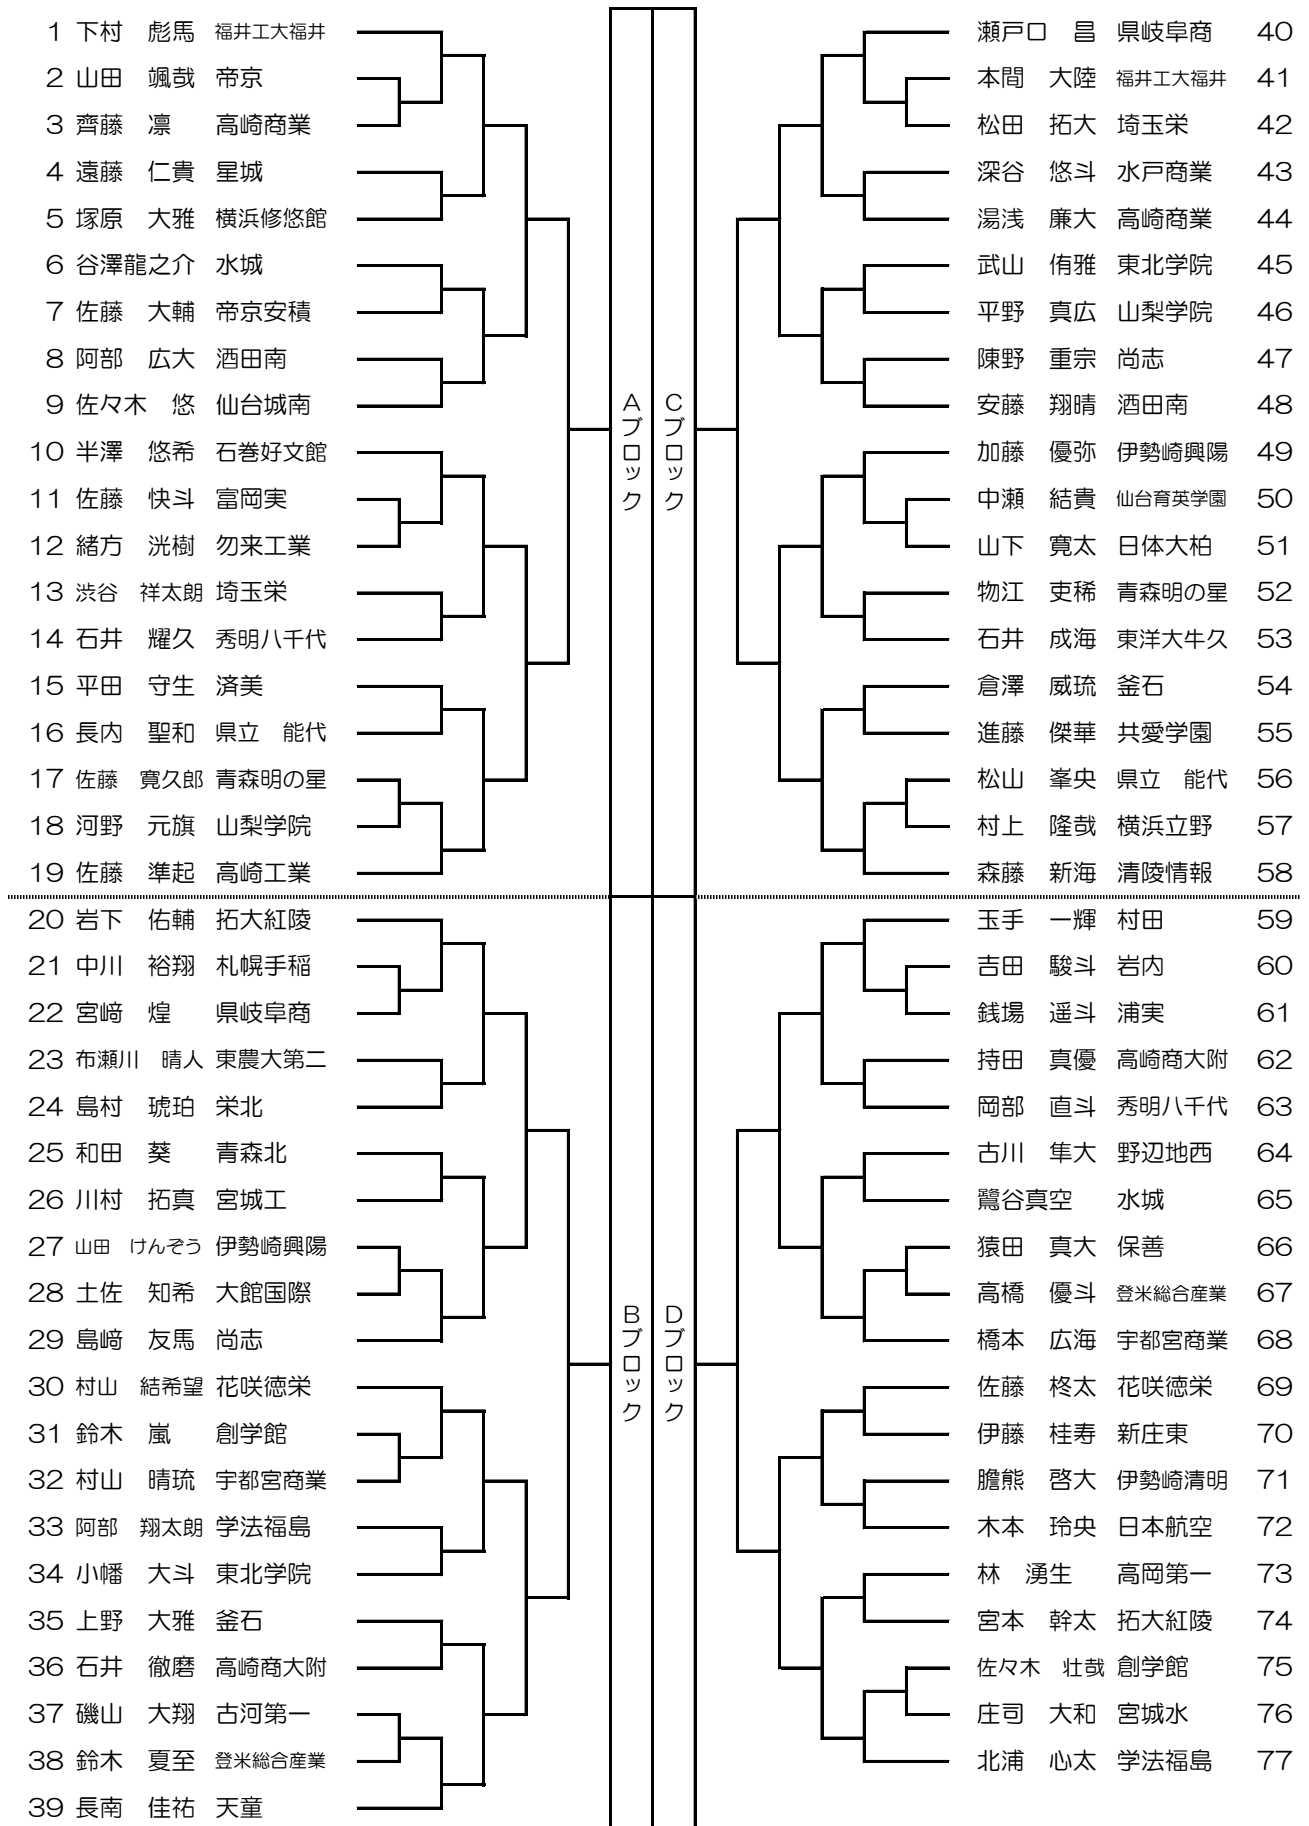 1 下村　彪馬 福井工大福井
2 山田　颯哉 帝京
3 齊藤　凛 高崎商業
4 遠藤　仁貴 星城
5 塚原　大雅 横浜修悠館
6 谷澤龍之介 水城
7 佐藤　大輔 帝京安積
8 阿部　広大 酒田南
9 佐々木　悠 仙台城南
10 半澤　悠希 石巻好文館
11 佐藤　快斗 富岡実
12 緒方　洸樹 勿来工業
13 渋谷　祥太朗 埼玉栄
14 石井　耀久 秀明八千代
15 平田　守生 済美
16 長内　聖和 県立　能代
17 佐藤　寛久郎 青森明の星
18 河野　元旗 山梨学院
19 佐藤　準起 高崎工業
20 岩下　佑輔 拓大紅陵
21 中川　裕翔 札幌手稲
22 宮﨑　煌 県岐阜商
23 布瀬川　晴人 東農大第二
24 島村　琥珀 栄北
25 和田　葵 青森北
26 川村　拓真 宮城工
27 山田　けんぞう 伊勢崎興陽
28 土佐　知希 大館国際
29 島﨑　友馬 尚志
30 村山　結希望 花咲徳栄
31 鈴木　嵐 創学館
32 村山　晴琉 宇都宮商業
33 阿部　翔太朗 学法福島
34 小幡　大斗 東北学院
35 上野　大雅 釜石
36 石井　徹磨 高崎商大附
37 磯山　大翔 古河第一
38 鈴木　夏至 登米総合産業
39 長南　佳祐 天童
Aブロック
Bブロック
Cブロック
Dブロック
瀬戸口　昌 県岐阜商 40
本間　大陸 福井工大福井 41
松田　拓大 埼玉栄 42
深谷　悠斗 水戸商業 43
湯浅　廉大 高崎商業 44
武山　侑雅 東北学院 45
平野　真広 山梨学院 46
陳野　重宗 尚志 47
安藤　翔晴 酒田南 48
加藤　優弥 伊勢崎興陽 49
中瀬　結貴 仙台育英学園 50
山下　寛太 日体大柏 51
物江　吏稀 青森明の星 52
石井　成海 東洋大牛久 53
倉澤　威琉 釜石 54
進藤　傑華 共愛学園 55
松山　峯央 県立　能代 56
村上　隆哉 横浜立野 57
森藤　新海 清陵情報 58
玉手　一輝 村田 59
吉田　駿斗 岩内 60
銭場　遥斗 浦実 61
持田　真優 高崎商大附 62
岡部　直斗 秀明八千代 63
古川　隼大 野辺地西 64
鷺谷真空 水城 65
猿田　真大 保善 66
高橋　優斗 登米総合産業 67
橋本　広海 宇都宮商業 68
佐藤　柊太 花咲徳栄 69
伊藤　桂寿 新庄東 70
膽熊　啓大 伊勢崎清明 71
木本　玲央 日本航空 72
林　湧生 高岡第一 73
宮本　幹太 拓大紅陵 74
佐々木　壮哉 創学館 75
庄司　大和 宮城水 76
北浦　心太 学法福島 77